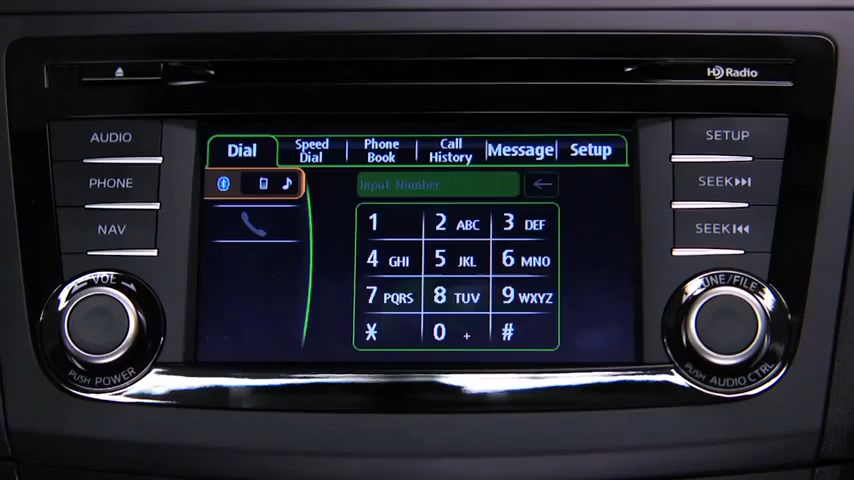 HD Radio
AUDIO
PHONE
NAV
VOL
PUSH POWER
Dial
Speed Dial
Phone Book
Call History
Message
Setup
Input Number
1
2 ABC
3 DEF
4 GHI
5 JKL
6 MNO
7 PQRS
8 TUV
9 WXYZ
*
0 +
#
SETUP
SEEK
SEEK
TUNE/FILE
PUSH AUDIO CTRL